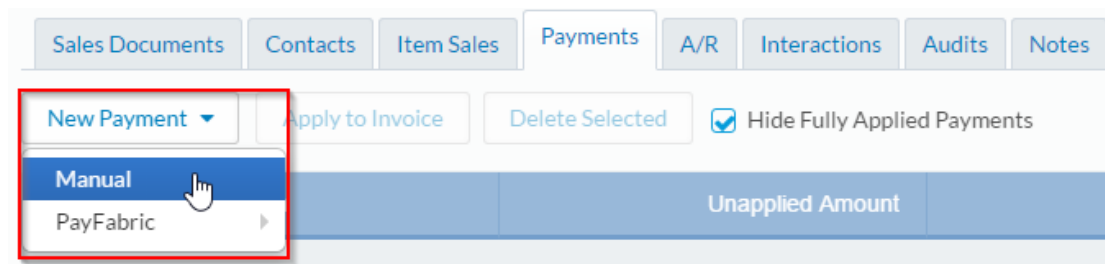 Sales Documents Contacts Item Sales Payments A/R Interactions Audits Notes
New Payment Apply to Invoice Delete Selected Hide Fully Applied Payments
Manual
Unapplied Amount
PayFabric